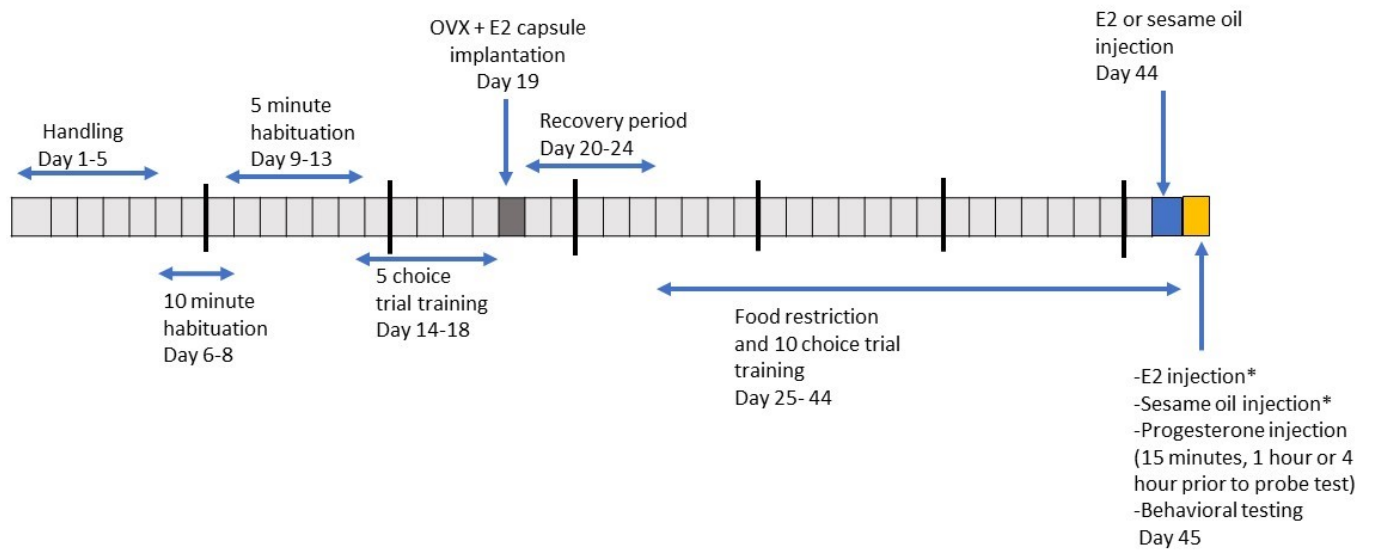 OVX + E2 capsule
implantation
Day 19
E2 or sesame oil
injection
Day 44
5 minute
habituation
Day 9-13
Handling
Day 1-5
Recovery period
Day 20-24
10 minute
habituation
Day 6-8
5 choice
trial training
Day 14-18
Food restriction
and 10 choice trial
training
Day 25- 44
-E2 injection*
-Sesame oil injection*
-Progesterone injection
(15 minutes, 1 hour or 4
hour prior to probe test)
-Behavioral testing
Day 45